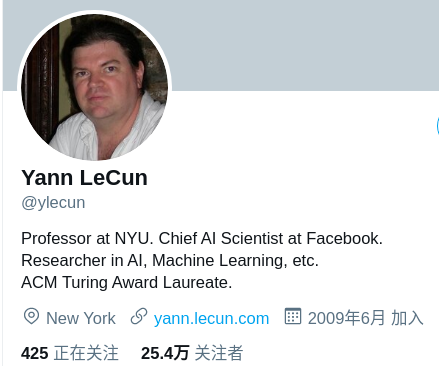 Yann LeCun
@ylecun
Professor at NYU. Chief AI Scientist at Facebook.
Researcher in AI, Machine Learning, etc.
ACM Turing Award Laureate.
New York yann.lecun.com 2009年6月 加入
425 正在关注 25.4万 关注者